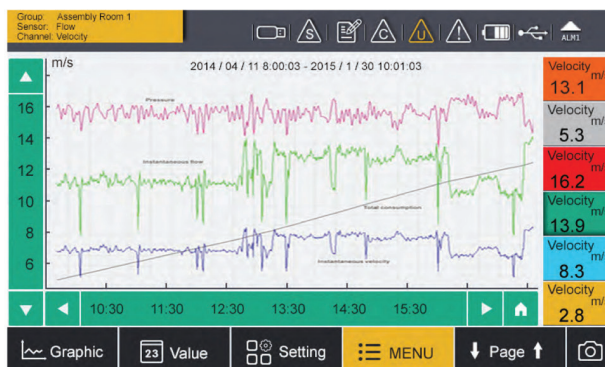 Group: Assembly Room 1
Sensor: Flow
Channel: Velocity
S
C
U
ALM1
m/s
2014 / 04 / 11 8:00:03 - 2015 / 1 / 30 10:01:03
Pressure
Instantaneous flow
Total consumption
Instantaneous velocity
16
14
12
10
8
6
10:30 11:30 12:30 13:30 14:30 15:30
Velocity
13.1 m/
Velocity
5.3 m/
Velocity
16.2 m/
Velocity
13.9 m/
Velocity
8.3 m/
Velocity
2.8 m/
Graphic
23 Value
Setting
MENU
Page